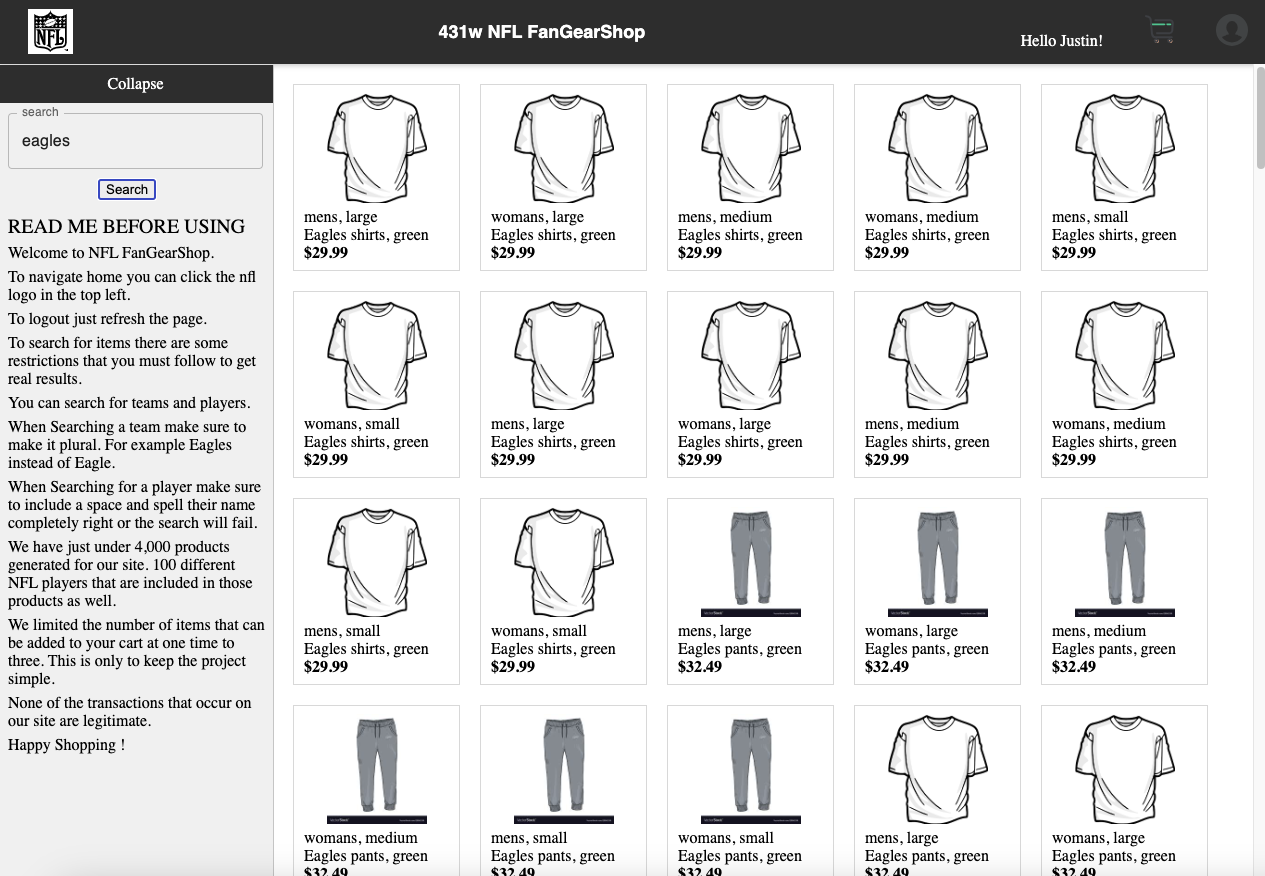 NFL
431w NFL FanGearShop
Hello Justin!
Collapse
search
eagles
Search
READ ME BEFORE USING
Welcome to NFL FanGearShop.
To navigate home you can click the nfl
logo in the top left.
To logout just refresh the page.
To search for items there are some
restrictions that you must follow to get
real results.
You can search for teams and players.
When Searching a team make sure to
make it plural. For example Eagles
instead of Eagle.
When Searching for a player make sure
to include a space and spell their name
completely right or the search will fail.
We have just under 4,000 products
generated for our site. 100 different
NFL players that are included in those
products as well.
We limited the number of items that can
be added to your cart at one time to
three. This is only to keep the project
simple.
None of the transactions that occur on
our site are legitimate.
Happy Shopping !
mens, large
Eagles shirts, green
$29.99
womans, large
Eagles shirts, green
$29.99
mens, medium
Eagles shirts, green
$29.99
womans, medium
Eagles shirts, green
$29.99
mens, small
Eagles shirts, green
$29.99
womans, small
Eagles shirts, green
$29.99
mens, large
Eagles shirts, green
$29.99
womans, large
Eagles shirts, green
$29.99
mens, medium
Eagles shirts, green
$29.99
womans, medium
Eagles shirts, green
$29.99
mens, small
Eagles shirts, green
$29.99
womans, small
Eagles shirts, green
$29.99
mens, large
Eagles pants, green
$32.49
womans, large
Eagles pants, green
$32.49
mens, medium
Eagles pants, green
$32.49
womans, medium
Eagles pants, green
$32.49
mens, small
Eagles pants, green
$32.49
womans, small
Eagles pants, green
$32.49
mens, large
Eagles pants, green
$32.49
womans, large
Eagles pants, green
$32.49